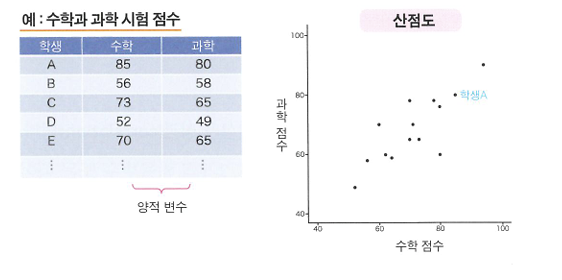 예 : 수학과 과학 시험 점수
학생 수학 과학
A 85 80
B 56 58
C 73 65
D 52 49
E 70 65
⋮ ⋮ ⋮
양적 변수
산점도
100
80
60
40
과학 점수
학생A
40 60 80 100
수학 점수